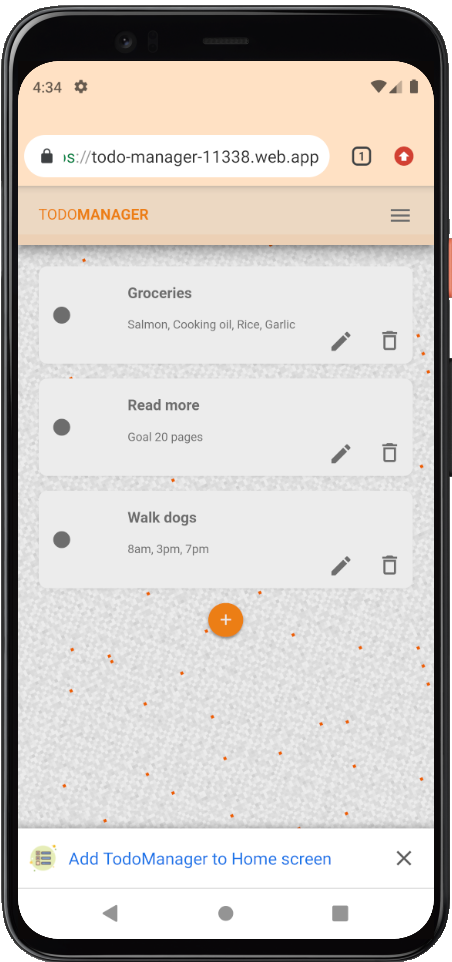 4:34
ps://todo-manager-11338.web.app
1
TODOMANAGER
Groceries
Salmon, Cooking oil, Rice, Garlic
Read more
Goal 20 pages
Walk dogs
8am, 3pm, 7pm
+
Add TodoManager to Home screen